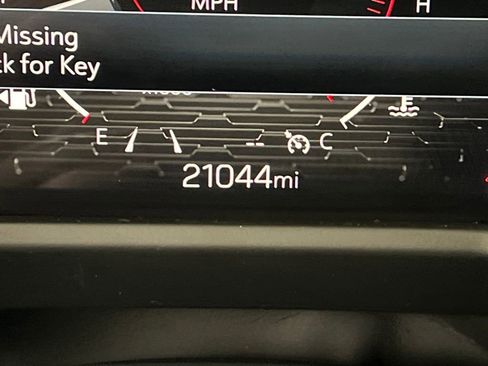 MPH
H
Missing
k for Key
E
--
C
21044mi